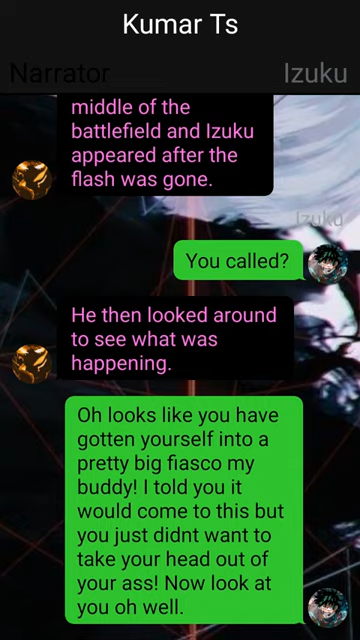 Kumar Ts
Narrator
Izuku
middle of the
battlefield and Izuku
appeared after the
flash was gone.
Izuku
You called?
He then looked around
to see what was
happening.
Oh looks like you have
gotten yourself into a
pretty big fiasco my
buddy! I told you it
would come to this but
you just didnt want to
take your head out of
your ass! Now look at
you oh well.